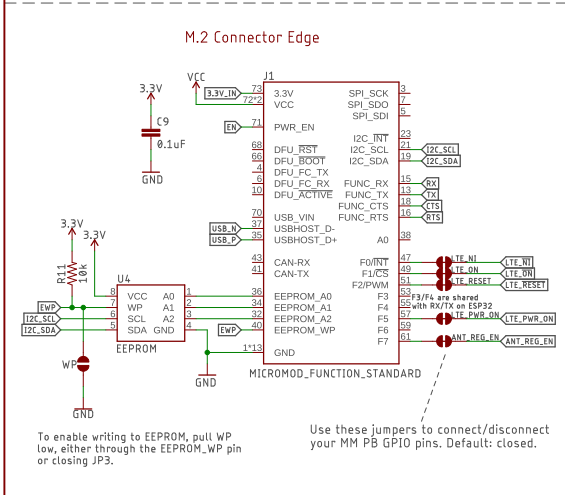 M.2 Connector Edge
3.3V
C9
0.1uF
GND
VCC
J1
3.3V_IN
73
3.3V
72*2
VCC
EN
71
PWR_EN
68
DFU_RST
66
DFU_BOOT
4
DFU_FC_TX
6
DFU_FC_RX
10
DFU_ACTIVE
70
USB_VIN
USB_N
37
USBHOST_D-
USB_P
35
USBHOST_D+
43
CAN-RX
41
CAN-TX
36
EEPROM_A0
34
EEPROM_A1
32
EEPROM_A2
EWP
40
EEPROM_WP
1*13
GND
SPI_SCK
3
SPI_SDO
7
SPI_SDI
5
I2C_INT
23
I2C_SCL
21
I2C_SCL
I2C_SDA
19
I2C_SDA
FUNC_RX
15
RX
FUNC_TX
13
TX
FUNC_CTS
18
CTS
FUNC_RTS
16
RTS
A0
38
F0/INT
47
LTE_NI
LTE_NI
F1/CS
49
LTE_ON
LTE_ON
F2/PWM
51
LTE_RESET
LTE_RESET
F3
53
F3/F4 are shared
F4
55
with RX/TX on ESP32
F5
57
LTE_PWR_ON
LTE_PWR_ON
F6
59
F7
61
ANT_REG_EN
ANT_REG_EN
MICROMOD_FUNCTION_STANDARD
3.3V
3.3V
R11
10k
U4
EWP
I2C_SCL
I2C_SDA
8
VCC
A0
1
7
WP
A1
2
6
SCL
A2
3
5
SDA
GND
4
EEPROM
WP
GND
GND
To enable writing to EEPROM, pull WP
low, either through the EEPROM_WP pin
or closing JP3.
Use these jumpers to connect/disconnect
your MM PB GPIO pins. Default: closed.